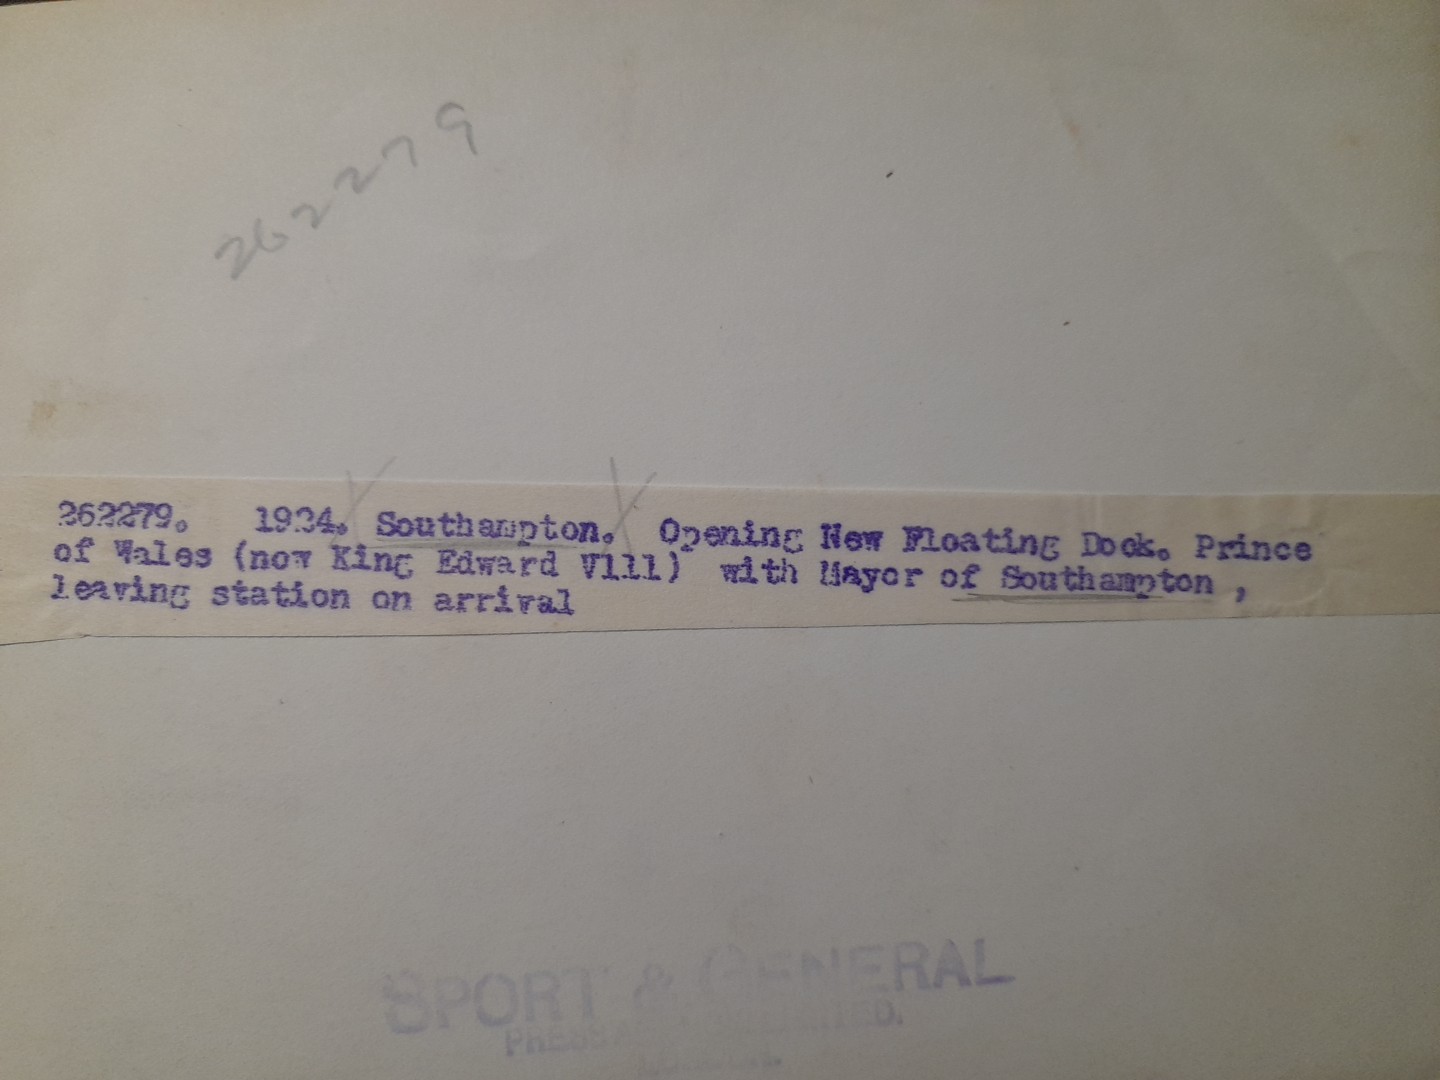 262279
262279. 1924. Southampton. Opening New Floating Dock. Prince
of Wales (now King Edward V111) with Mayor of Southampton ,
leaving station on arrival
SPORT & GENERAL